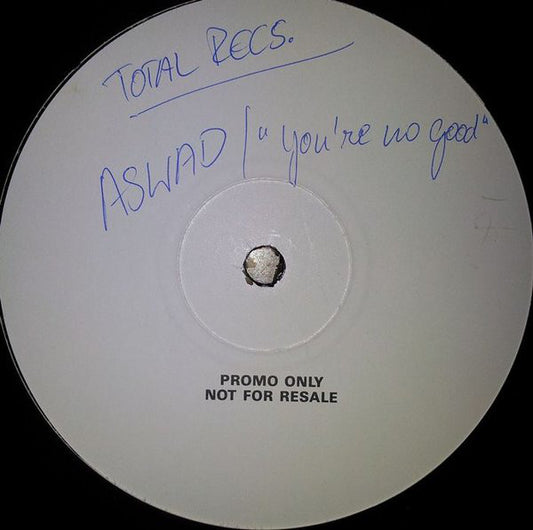 TOTAL RECS.
ASWAD / "you're no good"
PROMO ONLY
NOT FOR RESALE